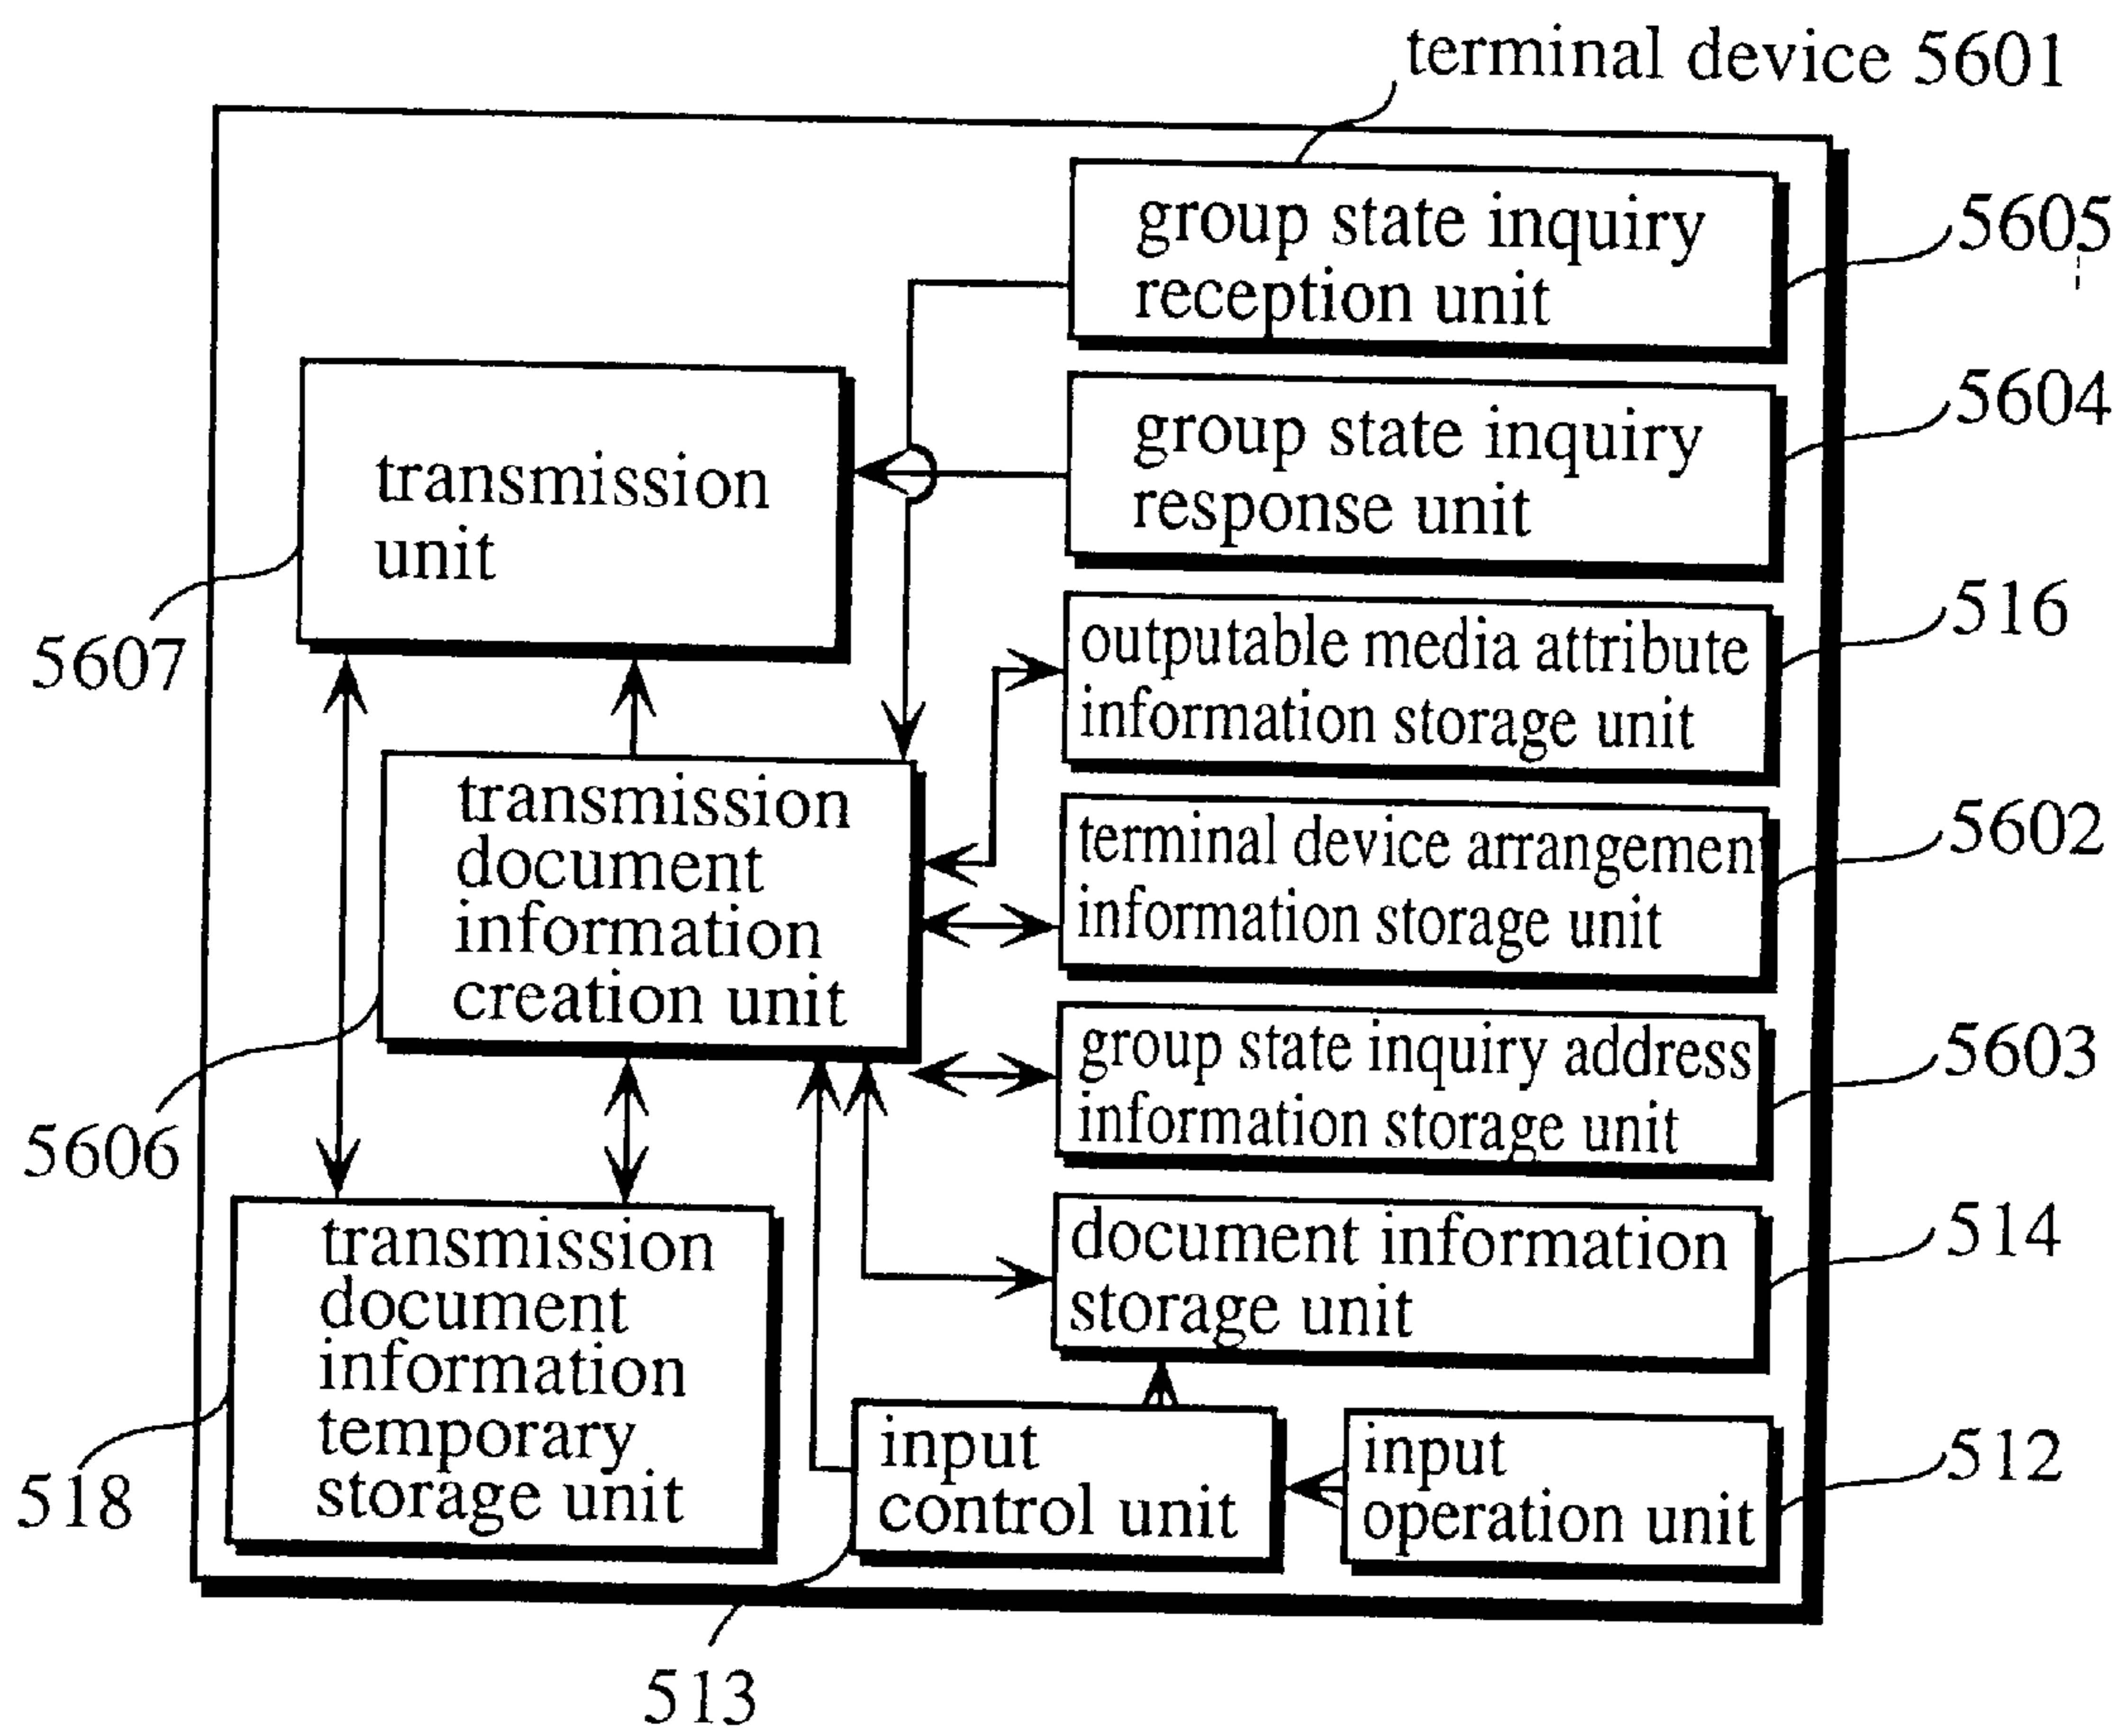 terminal device 5601
group state inquiry
reception unit
5605
group state inquiry
response unit
5604
transmission
unit
5607
outputable media attribute
information storage unit
516
transmission
document
information
creation unit
5606
terminal device arrangement
information storage unit
5602
group state inquiry address
information storage unit
5603
document information
storage unit
514
transmission
document
information
temporary
storage unit
518
input
control unit
513
input
operation unit
512